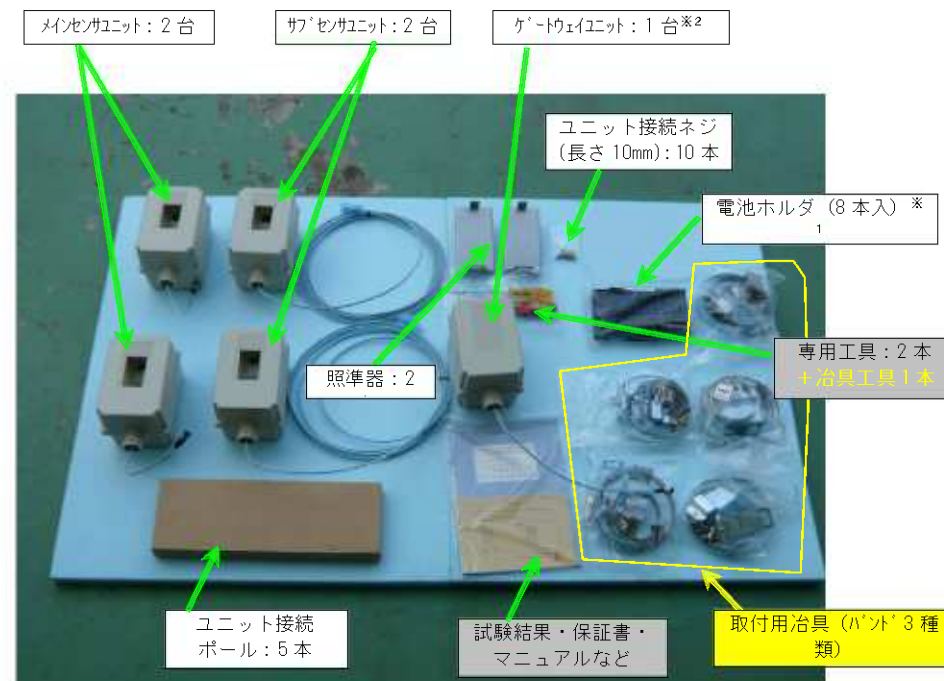 メインセンサユニット：2 台
サブセンサユニット：2 台
ゲートウェイユニット：1 台※2
ユニット接続ネジ
(長さ 10mm)：10 本
電池ホルダ（8 本入）※
1
専用工具：2 本
＋冶具工具 1 本
照準器：2
ユニット接続
ポール：5 本
試験結果・保証書・
マニュアルなど
取付用冶具（バンド 3 種
類）